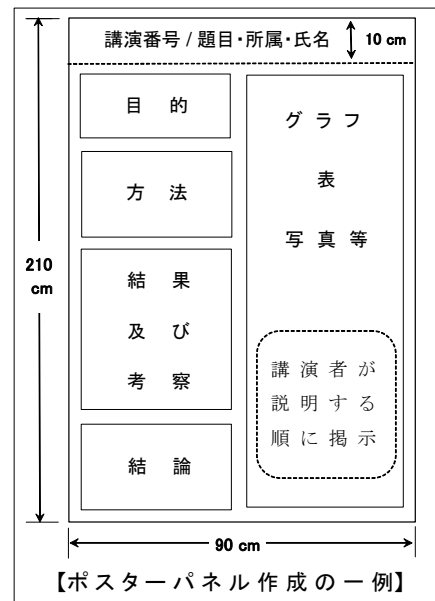 講演番号 / 題目・所属・氏名
10 cm
目 的
方 法
結 果
及 び
考 察
結 論
グ ラ フ
表
写 真 等
講 演 者 が
説 明 す る
順 に 掲 示
210
cm
90 cm
【ポスターパネル作成の一例】